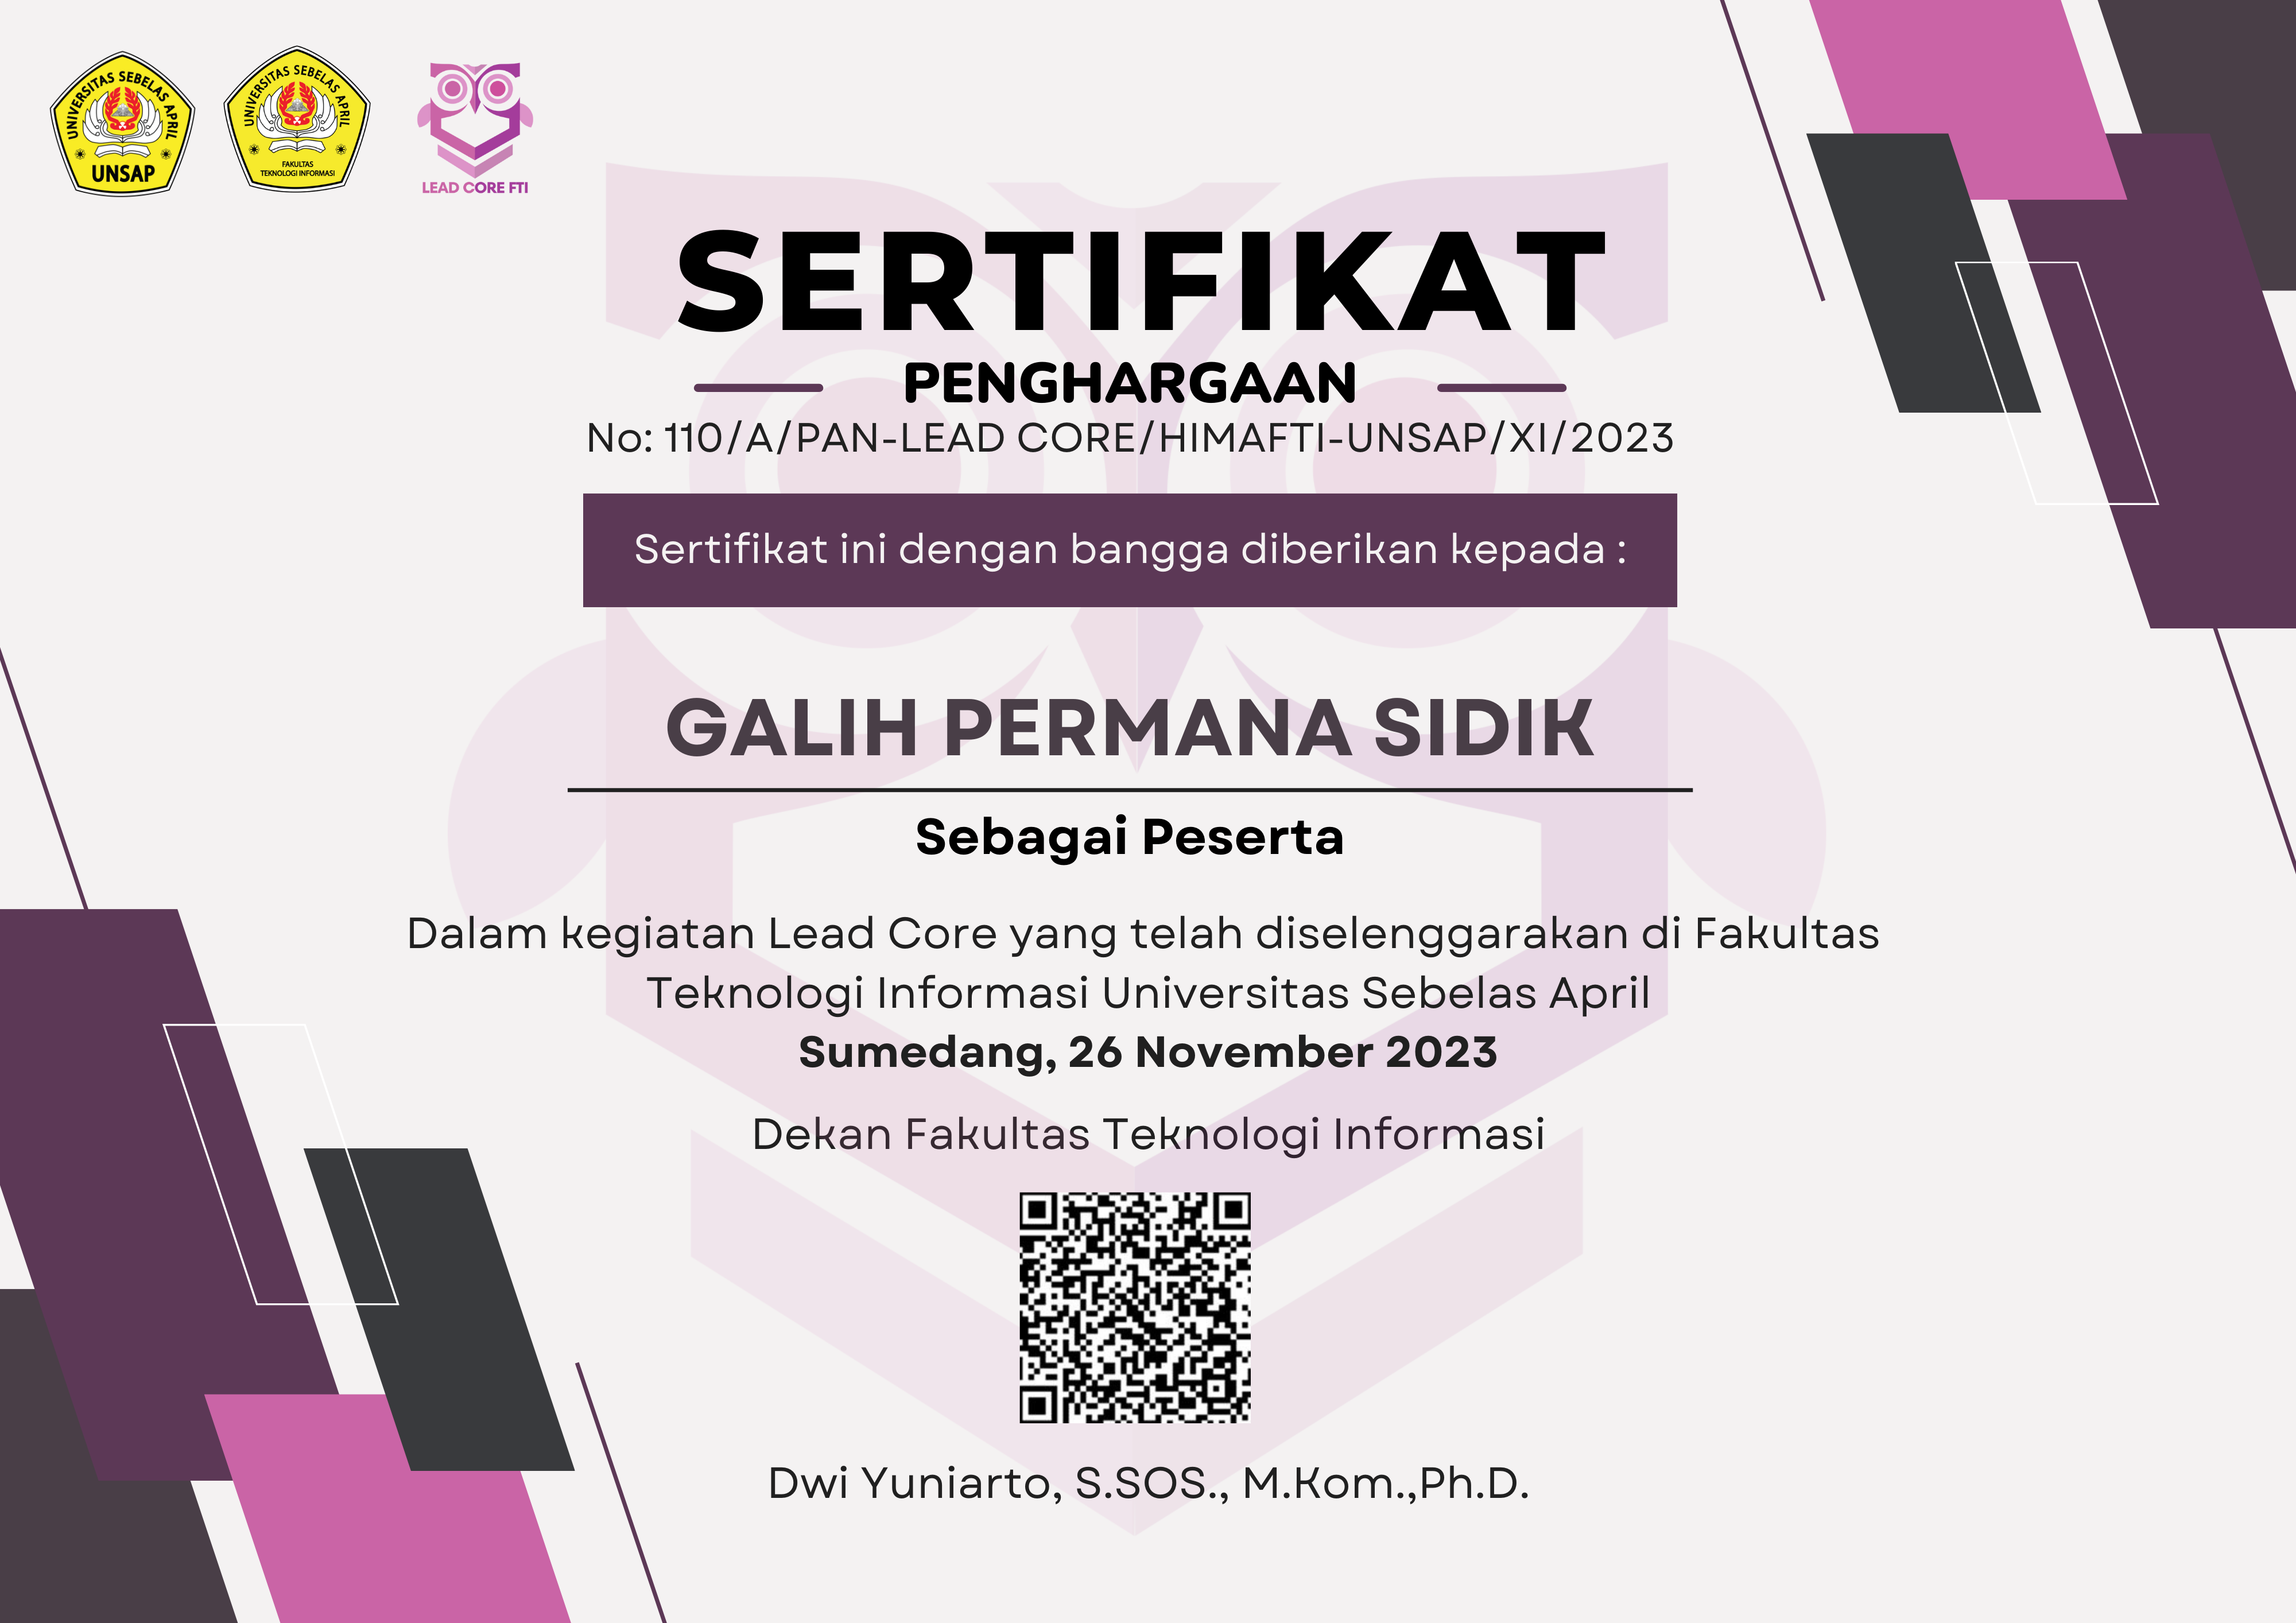 UNIVERSITAS SEBELAS APRIL
UNSAP
UNIVERSITAS SEBELAS APRIL
FAKULTAS
TEKNOLOGI INFORMASI
LEAD CORE FTI
SERTIFIKAT
PENGHARGAAN
No: 110/A/PAN-LEAD CORE/HIMAFTI-UNSAP/XI/2023
Sertifikat ini dengan bangga diberikan kepada :
GALIH PERMANA SIDIK
Sebagai Peserta
Dalam kegiatan Lead Core yang telah diselenggarakan di Fakultas
Teknologi Informasi Universitas Sebelas April
Sumedang, 26 November 2023
Dekan Fakultas Teknologi Informasi
Dwi Yuniarto, S.SOS., M.Kom.,Ph.D.